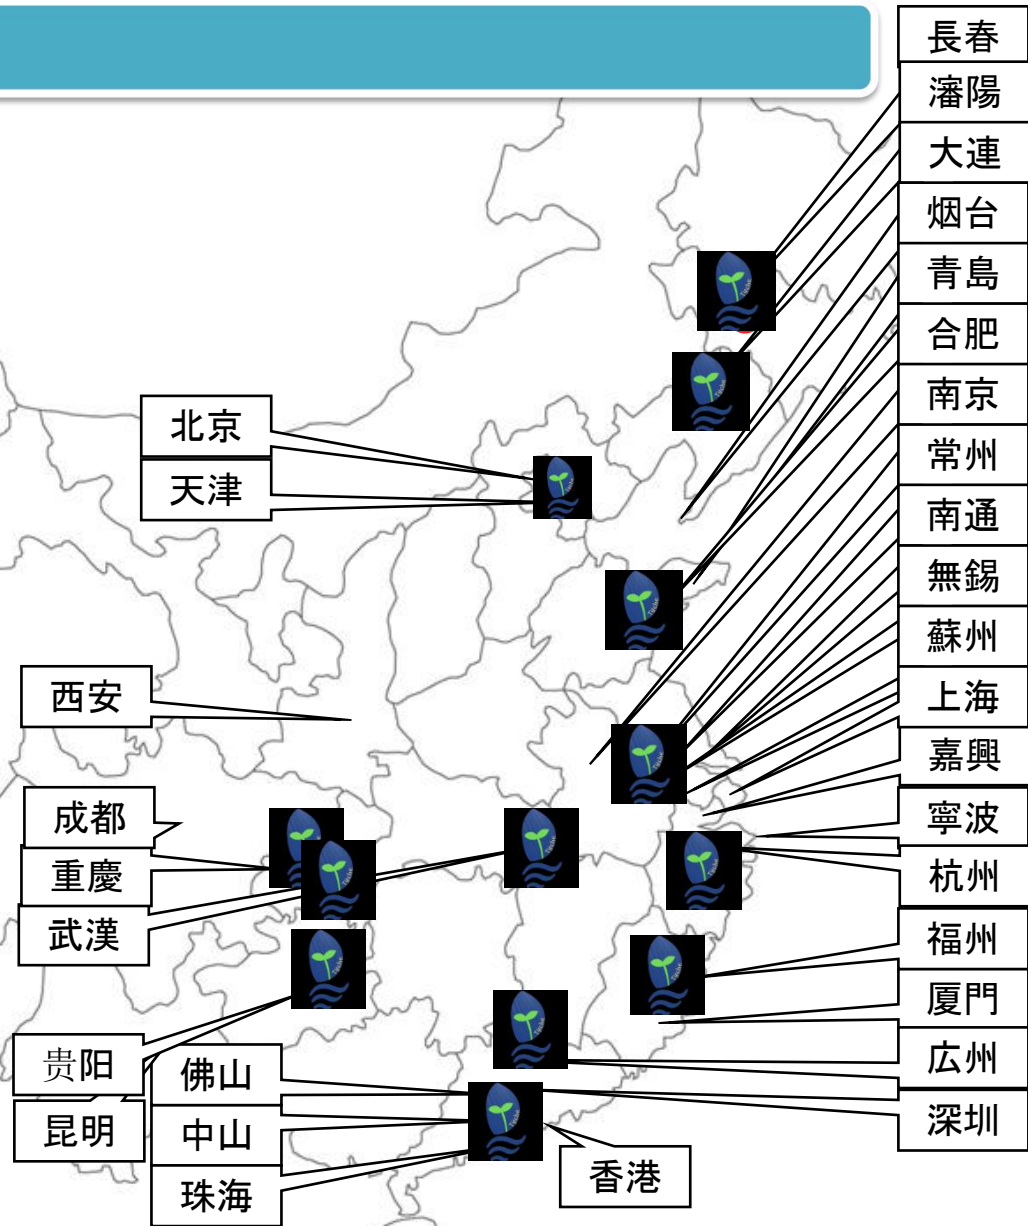 長春
瀋陽
大連
烟台
青島
合肥
南京
常州
南通
無錫
蘇州
上海
嘉興
寧波
杭州
福州
厦門
広州
深圳
北京
天津
西安
成都
重慶
武漢
贵阳
昆明
佛山
中山
珠海
香港